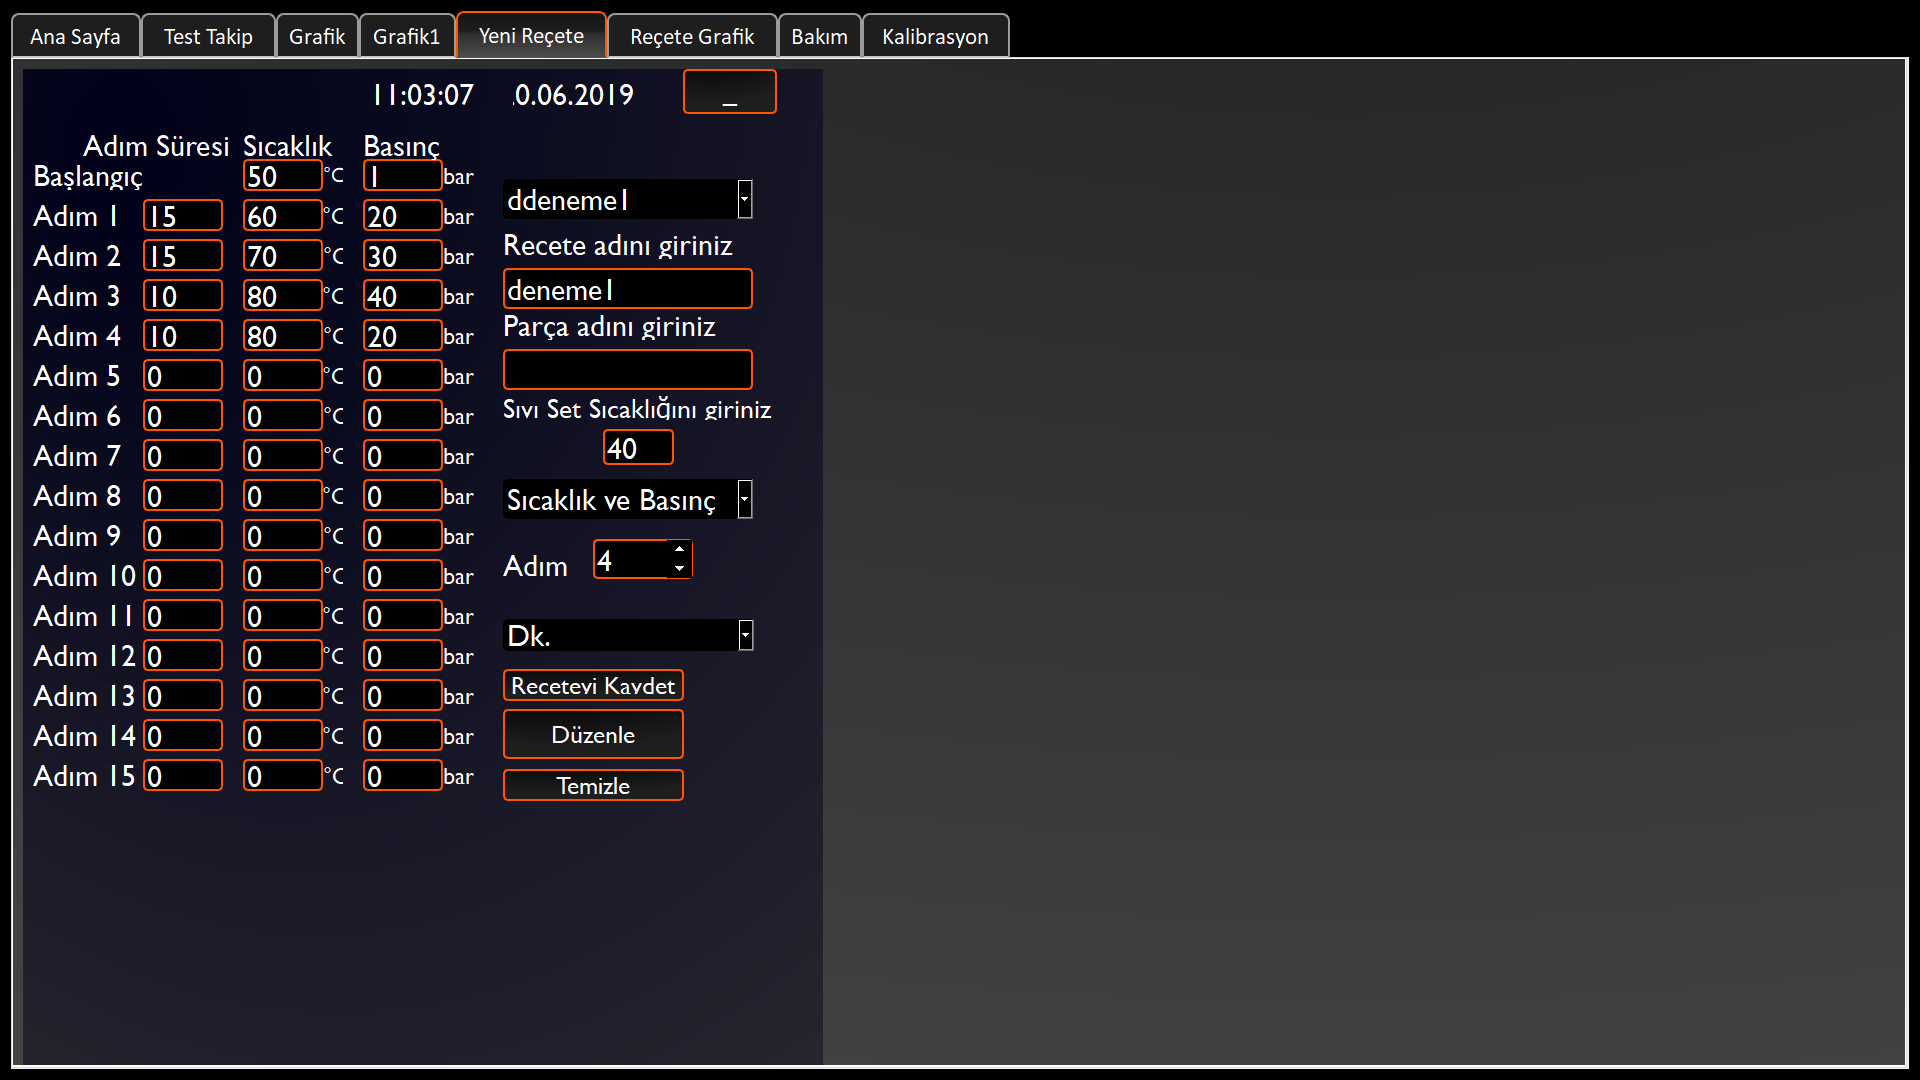 Ana Sayfa Test Takip Grafik Grafik1 Yeni Reçete Reçete Grafik Bakım Kalibrasyon
11:03:07 .0.06.2019 _
Adım Süresi Sıcaklık Basınç
Başlangıç 50 °C 1 bar
Adım 1 15 60 °C 20 bar
Adım 2 15 70 °C 30 bar
Adım 3 10 80 °C 40 bar
Adım 4 10 80 °C 20 bar
Adım 5 0 0 °C 0 bar
Adım 6 0 0 °C 0 bar
Adım 7 0 0 °C 0 bar
Adım 8 0 0 °C 0 bar
Adım 9 0 0 °C 0 bar
Adım 10 0 0 °C 0 bar
Adım 11 0 0 °C 0 bar
Adım 12 0 0 °C 0 bar
Adım 13 0 0 °C 0 bar
Adım 14 0 0 °C 0 bar
Adım 15 0 0 °C 0 bar
ddeneme1
Recete adını giriniz
deneme1
Parça adını giriniz
Sıvı Set Sıcaklığını giriniz
40
Sıcaklık ve Basınç
Adım 4
Dk.
Receteyi Kaydet
Düzenle
Temizle